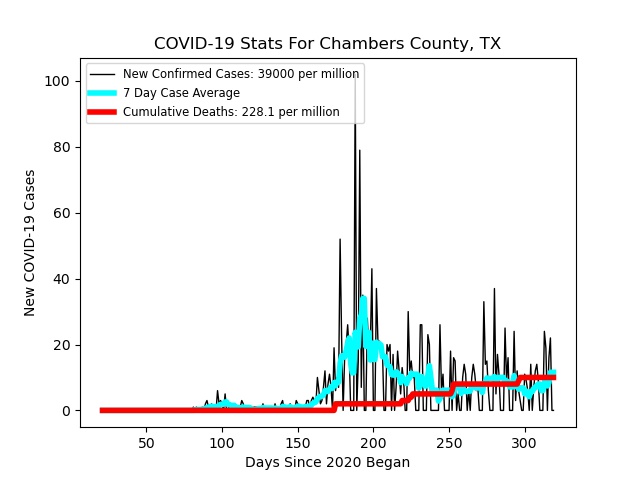 COVID-19 Stats For Chambers County, TX
New Confirmed Cases: 39000 per million
7 Day Case Average
Cumulative Deaths: 228.1 per million
New COVID-19 Cases
100
80
60
40
20
0
50
100
150
200
250
300
Days Since 2020 Began